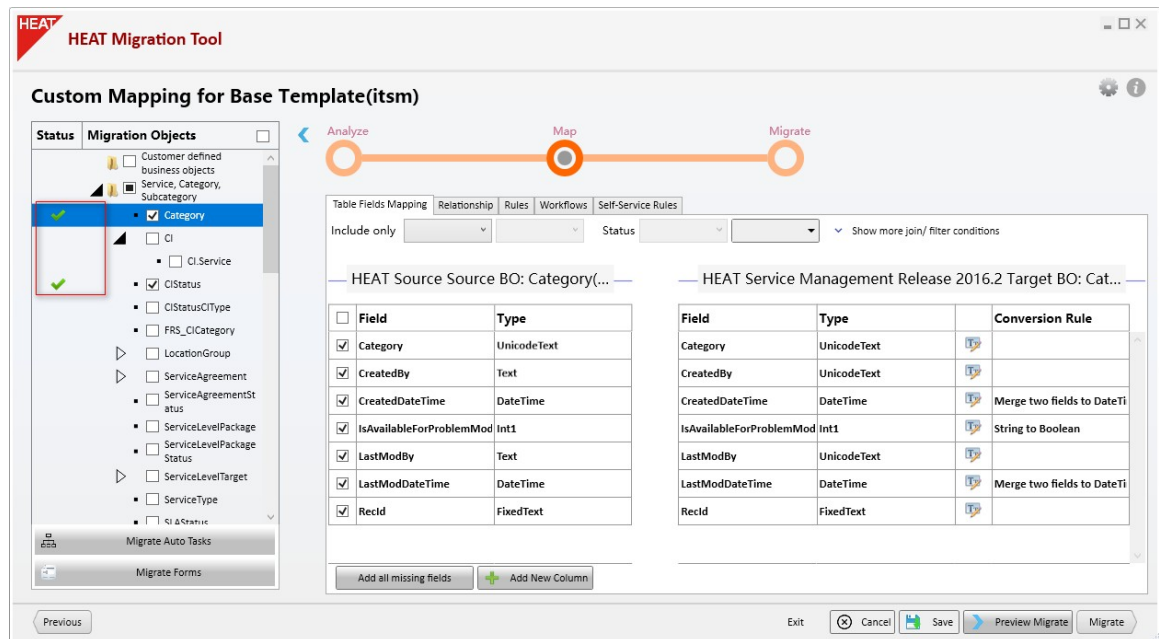 HEAT
HEAT Migration Tool
Custom Mapping for Base Template(itsm)
Status Migration Objects
Customer defined
business objects
Service, Category,
Subcategory
Category
CI
CI.Service
CIStatus
CIStatusCIType
FRS_CICategory
LocationGroup
ServiceAgreement
ServiceAgreementSt
atus
ServiceLevelPackage
ServiceLevelPackage
Status
ServiceLevelTarget
ServiceType
SLAStatus
Migrate Auto Tasks
Migrate Forms
Analyze Map Migrate
Table Fields Mapping Relationship Rules Workflows Self-Service Rules
Include only Status Show more join/ filter conditions
HEAT Source Source BO: Category(... HEAT Service Management Release 2016.2 Target BO: Cat...
Field Type Field Type Conversion Rule
Category UnicodeText Category UnicodeText
CreatedBy Text CreatedBy UnicodeText
CreatedDateTime DateTime CreatedDateTime DateTime Merge two fields to DateTi
IsAvailableForProblemMod Int1 IsAvailableForProblemMod Int1 String to Boolean
LastModBy Text LastModBy UnicodeText
LastModDateTime DateTime LastModDateTime DateTime Merge two fields to DateTi
RecId FixedText RecId FixedText
Add all missing fields Add New Column
Previous Exit Cancel Save Preview Migrate Migrate